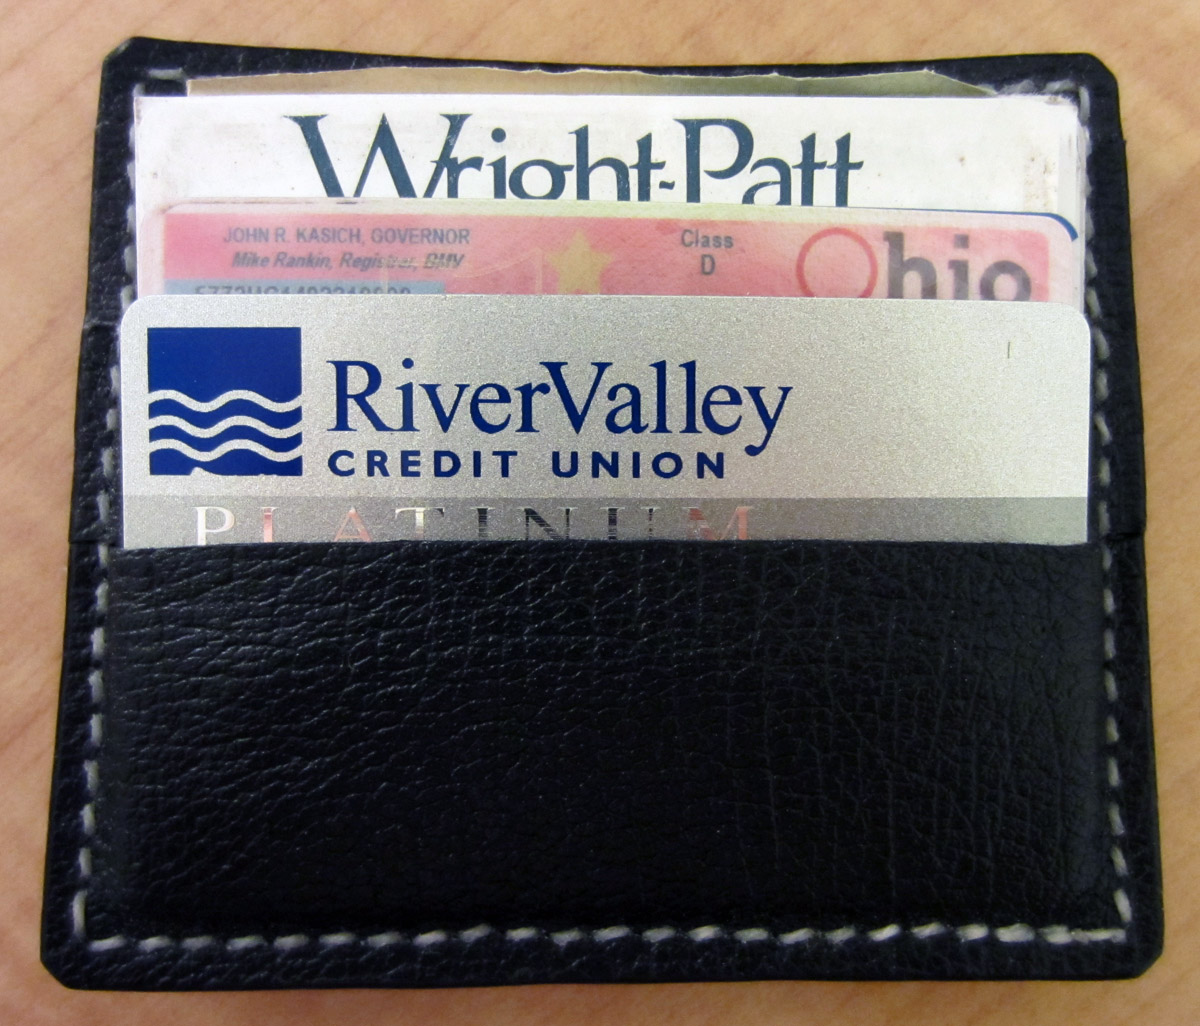 Wright-Patt
JOHN R. KASICH, GOVERNOR
Mike Rankin, Registrar, BMV
Class
D
Ohio
RiverValley
CREDIT UNION
PLATINUM